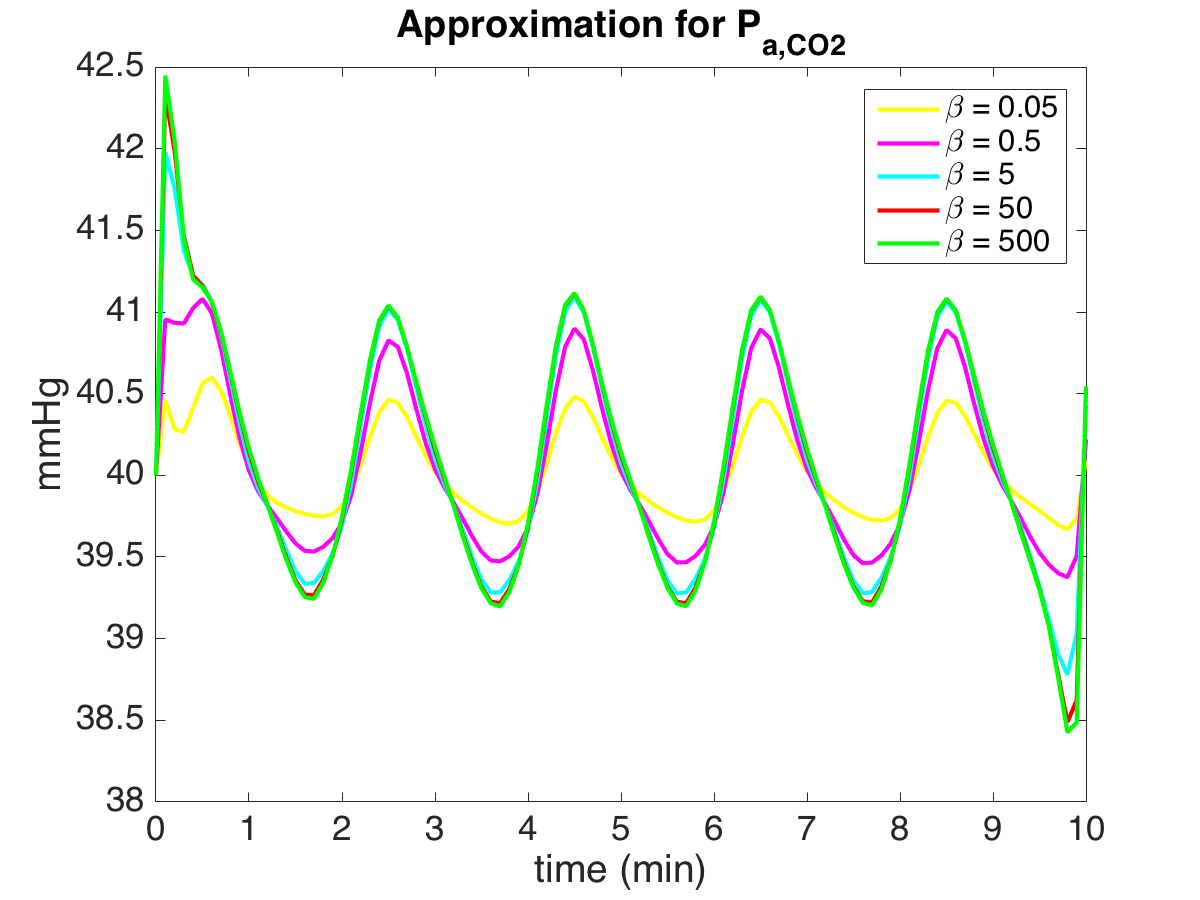 Approximation for P a,CO2
42.5
42
41.5
41
40.5
40
39.5
39
38.5
38
mmHg
β = 0.05
β = 0.5
β = 5
β = 50
β = 500
0 1 2 3 4 5 6 7 8 9 10
time (min)